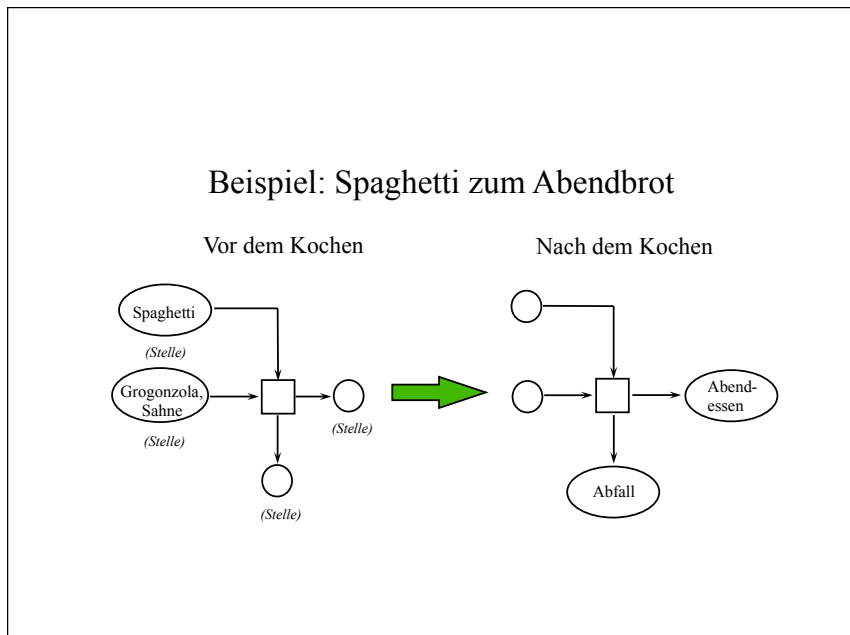 Beispiel: Spaghetti zum Abendbrot
Vor dem Kochen
Nach dem Kochen
Spaghetti
(Stelle)
Grogonzola,
Sahne
(Stelle)
(Stelle)
(Stelle)
Abend-
essen
Abfall